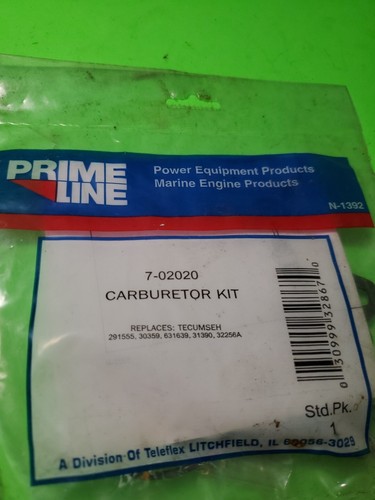 PRIME LINE
Power Equipment Products
Marine Engine Products
N-1392
7-02020
CARBURETOR KIT
REPLACES: TECUMSEH
291555, 30359, 631639, 31390, 32256A
0 30999 32867 0
Std.Pk.
1
A Division Of Teleflex LITCHFIELD, IL 60056-3029